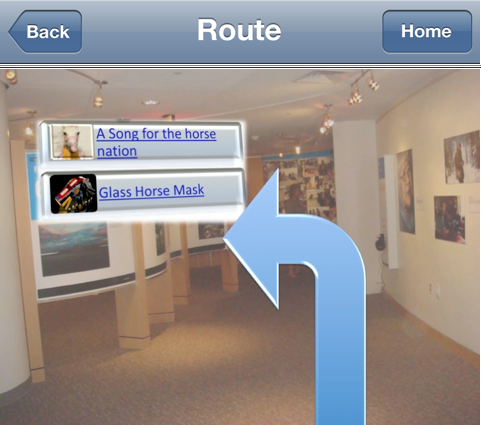 Back
Route
Home
A Song for the horse
nation
Glass Horse Mask